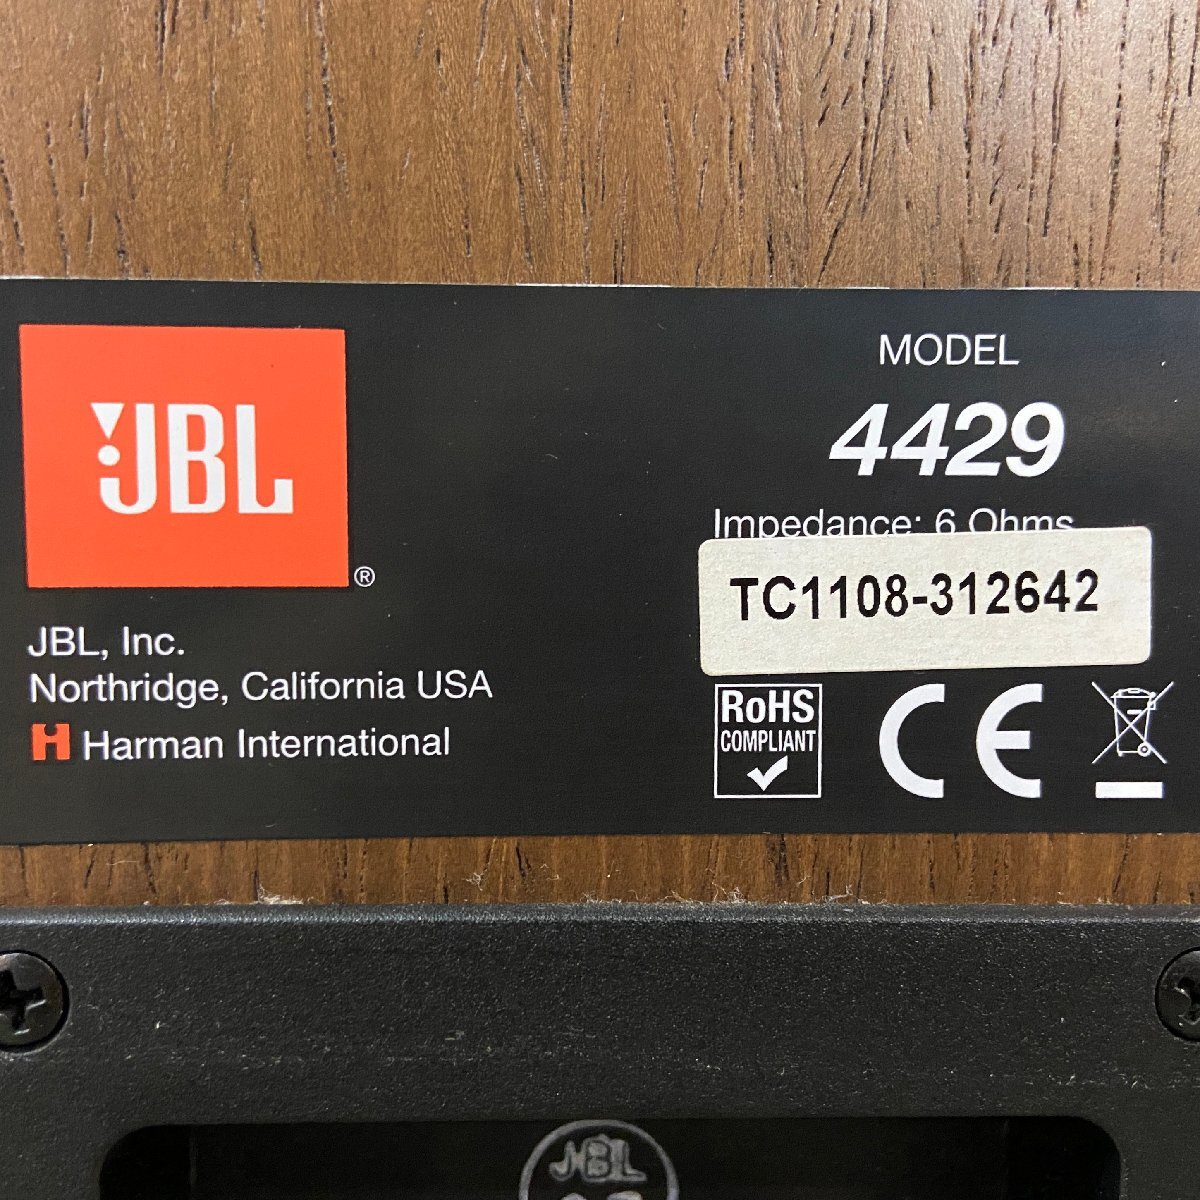 JBL
®
MODEL
4429
Impedance: 6 Ohms
TC1108-312642
JBL, Inc.
Northridge, California USA
Harman International
RoHS
COMPLIANT
CE
JBL